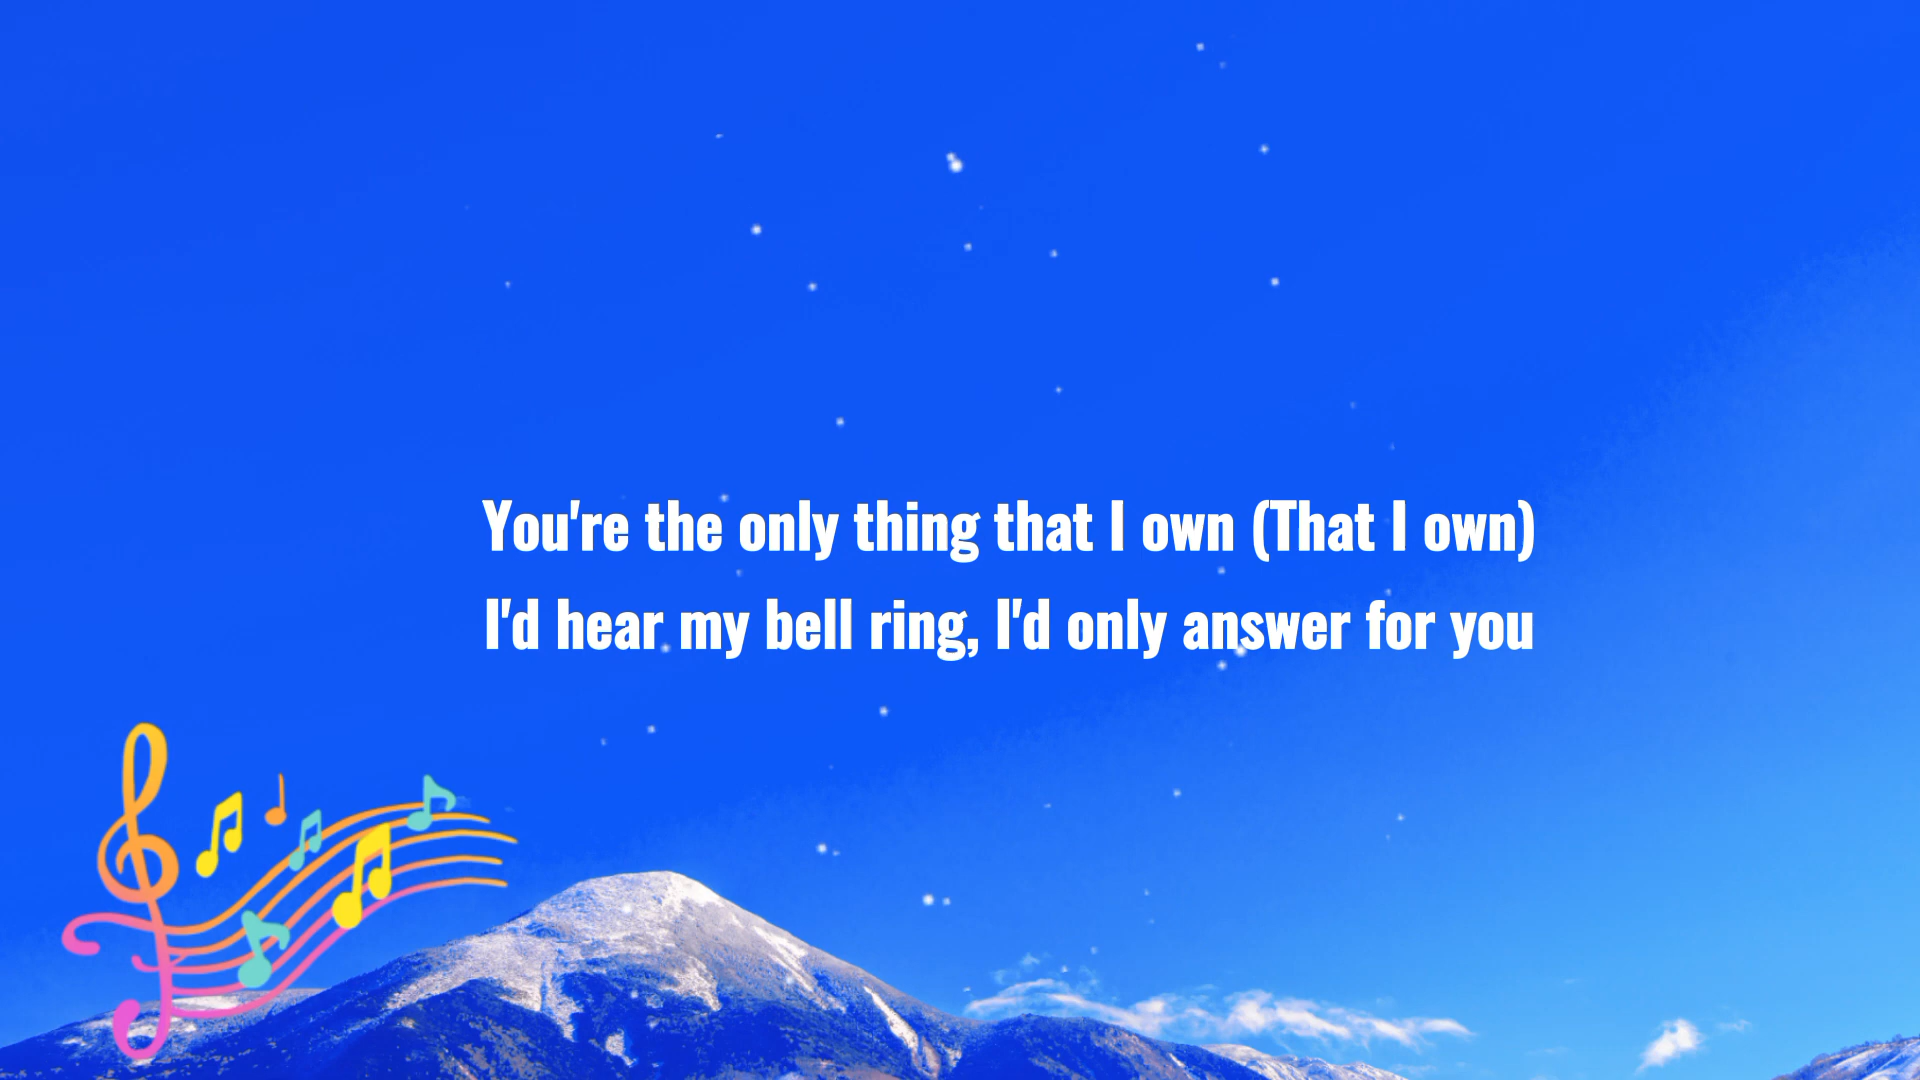 You're the only thing that I own (That I own)
I'd hear my bell ring, I'd only answer for you